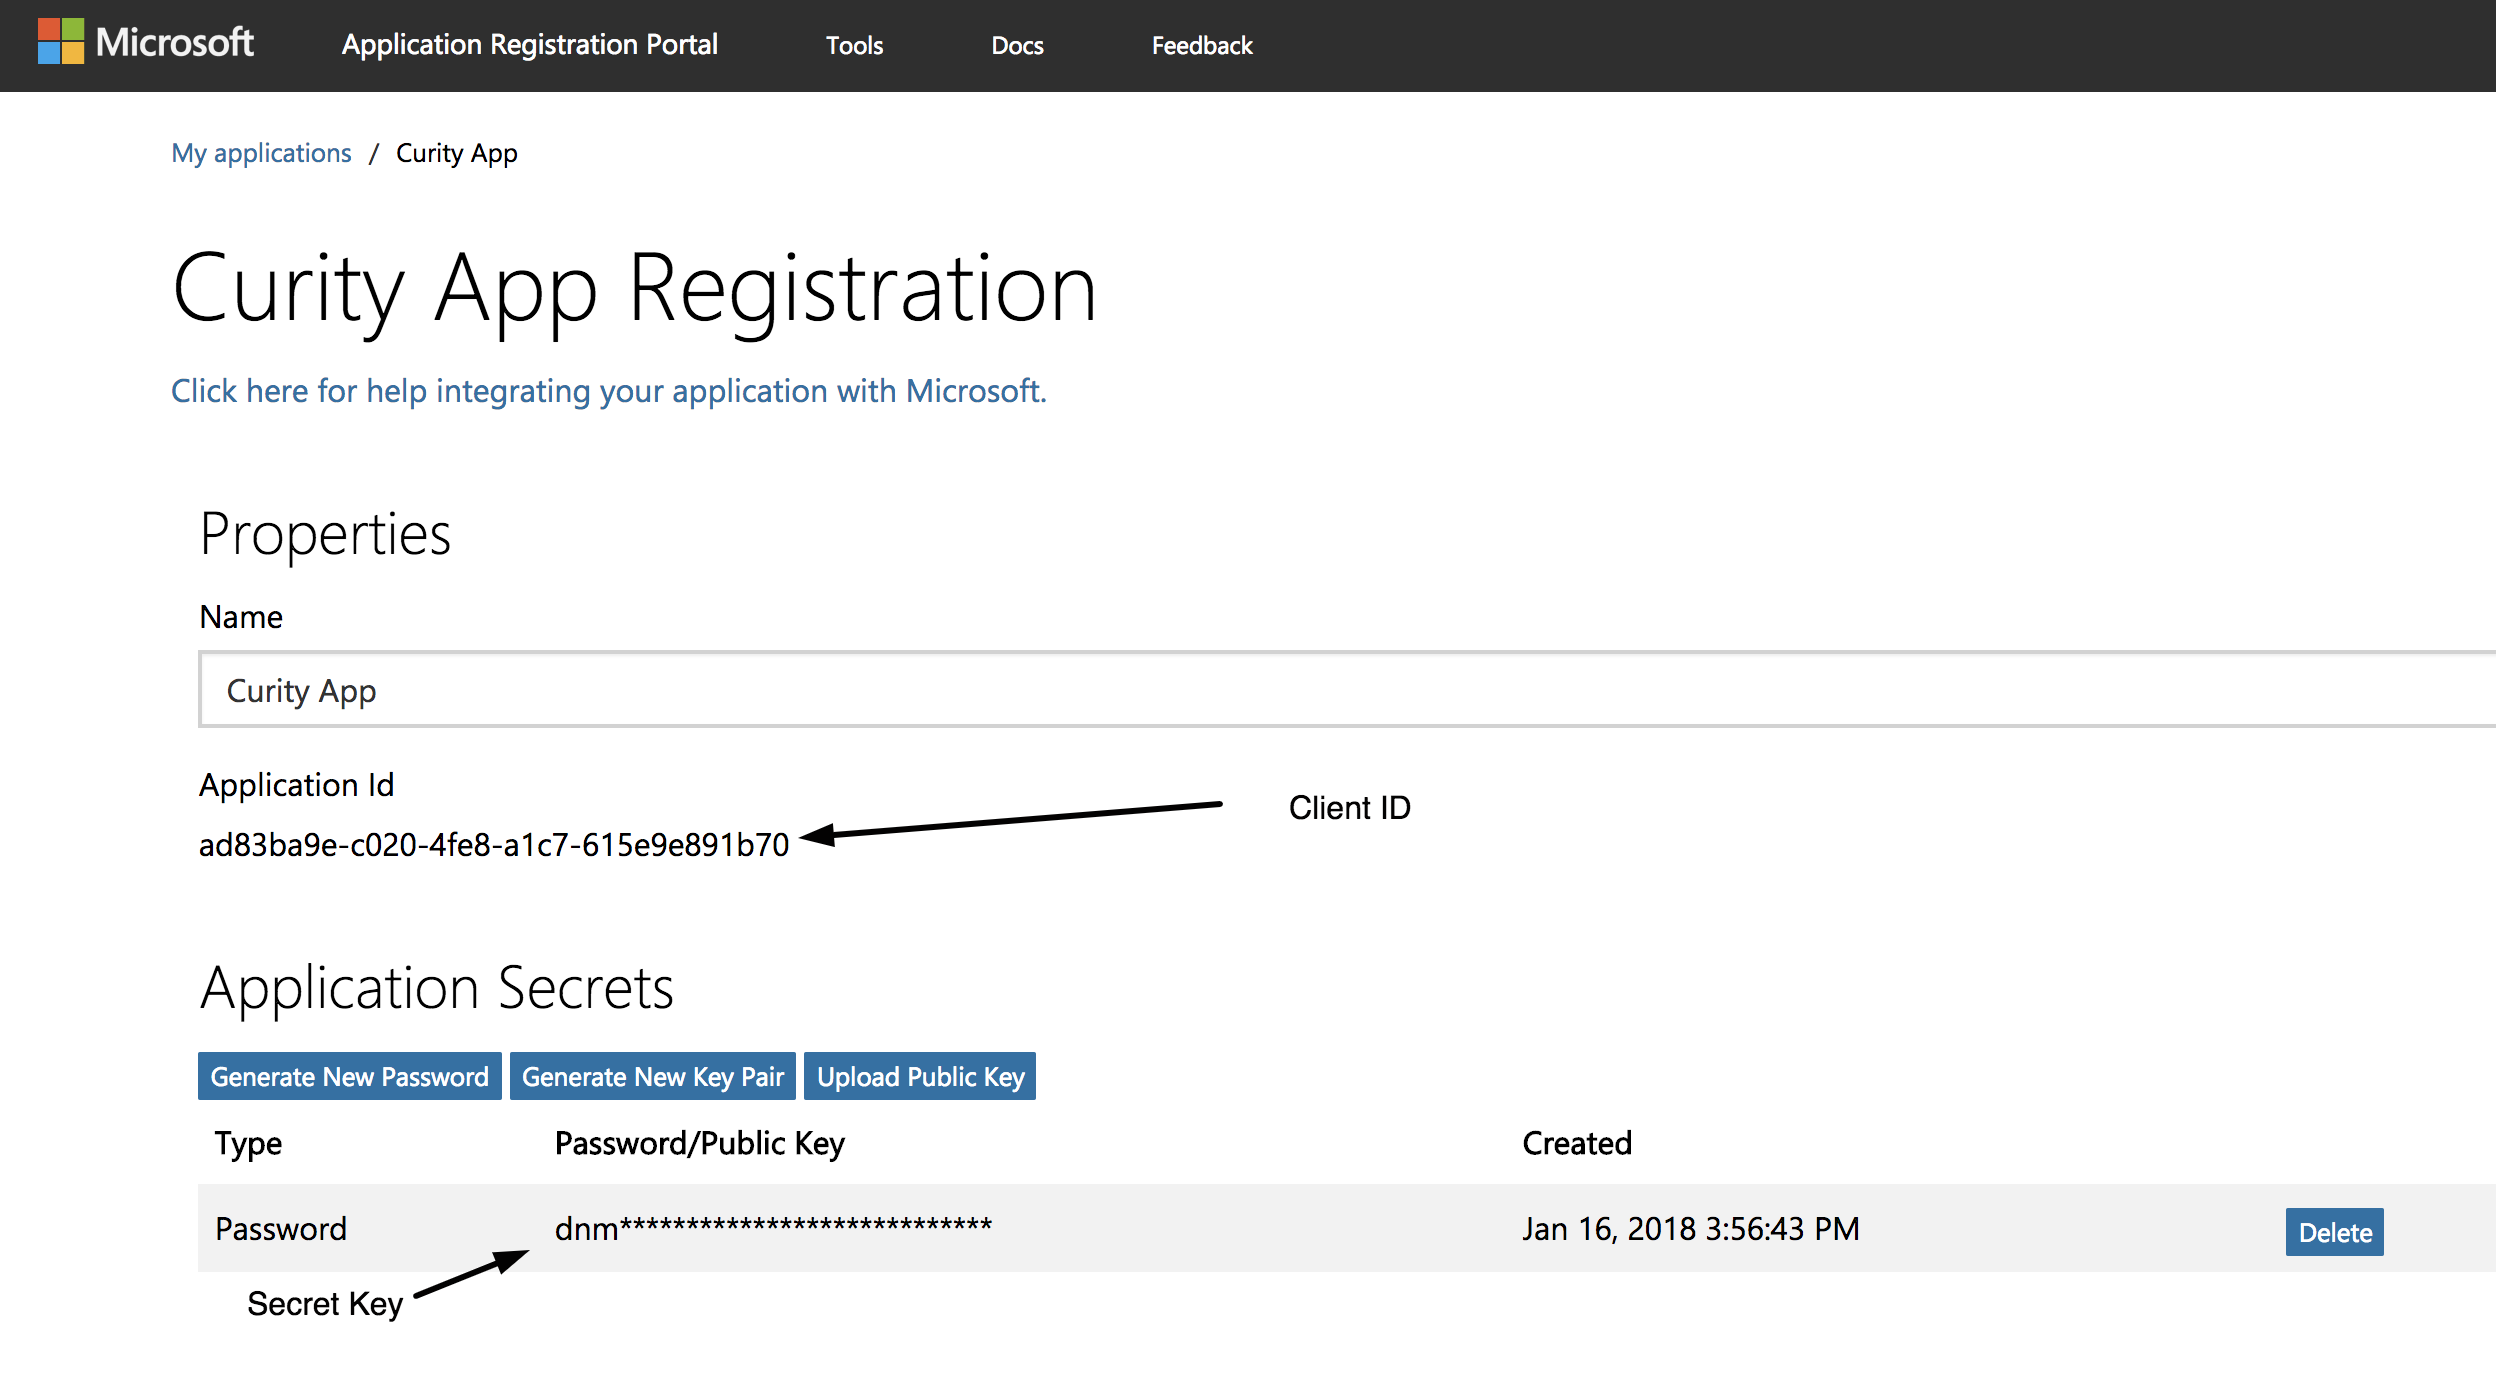 Microsoft Application Registration Portal Tools Docs Feedback
My applications / Curity App
Curity App Registration
Click here for help integrating your application with Microsoft.
Properties
Name
Curity App
Application Id
Client ID
ad83ba9e-c020-4fe8-a1c7-615e9e891b70
Application Secrets
Generate New Password Generate New Key Pair Upload Public Key
Type Password/Public Key Created
Password dnm**************************** Jan 16, 2018 3:56:43 PM Delete
Secret Key